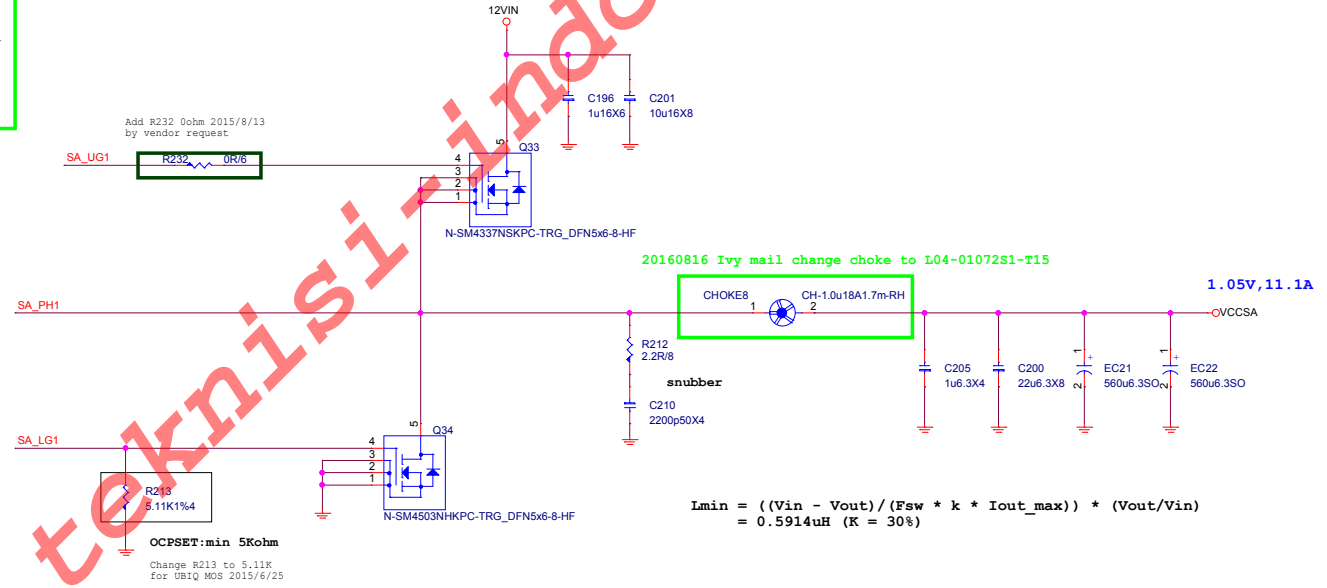 12VIN
C196
1u16X6
C201
10u16X8
Add R232 0ohm 2015/8/13
by vendor request
SA_UG1
R232
0R/6
5
Q33
4
3
2
1
N-SM4337NSKPC-TRG_DFN5x6-8-HF
20160816 Ivy mail change choke to L04-01072S1-T15
1.05V,11.1A
SA_PH1
CHOKE8
CH-1.0u18A1.7m-RH
1
2
VCCSA
R212
2.2R/8
snubber
C210
2200p50X4
C205
1u6.3X4
C200
22u6.3X8
1
+
EC21
560u6.3SO
2
1
+
EC22
560u6.3SO
2
SA_LG1
5
Q34
4
3
2
1
N-SM4503NHKPC-TRG_DFN5x6-8-HF
R213
5.11K1%4
OCPSET:min 5Kohm
Change R213 to 5.11K
for UBIQ MOS 2015/6/25
Lmin = ((Vin - Vout)/(Fsw * k * Iout_max)) * (Vout/Vin)
= 0.5914uH (K = 30%)
teknisi-indo